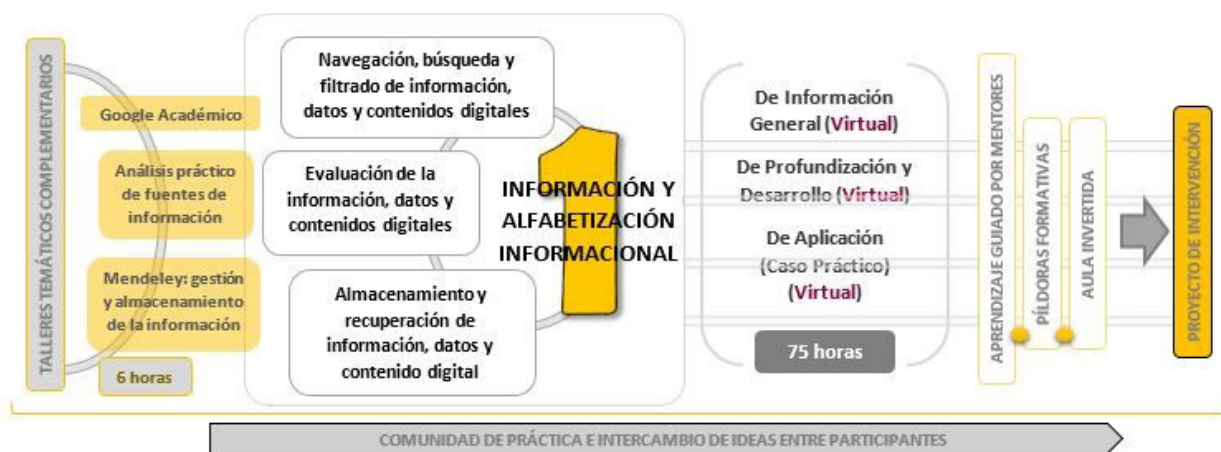 TALLERES TEMÁTICOS COMPLEMENTARIOS
Google Académico
Análisis práctico
de fuentes de
información
Mendeley: gestión
y almacenamiento
de la información
6 horas
Navegación, búsqueda y
filtrado de información,
datos y contenidos digitales
Evaluación de la
información, datos y
contenidos digitales
Almacenamiento y
recuperación de
información, datos y
contenido digital
1
INFORMACIÓN Y
ALFABETIZACIÓN
INFORMACIONAL
De Información
General (Virtual)
De Profundización y
Desarrollo (Virtual)
De Aplicación
(Caso Práctico)
(Virtual)
75 horas
APRENDIZAJE GUIADO POR MENTORES
PÍLDORAS FORMATIVAS
AULA INVERTIDA
PROYECTO DE INTERVENCIÓN
COMUNIDAD DE PRÁCTICA E INTERCAMBIO DE IDEAS ENTRE PARTICIPANTES